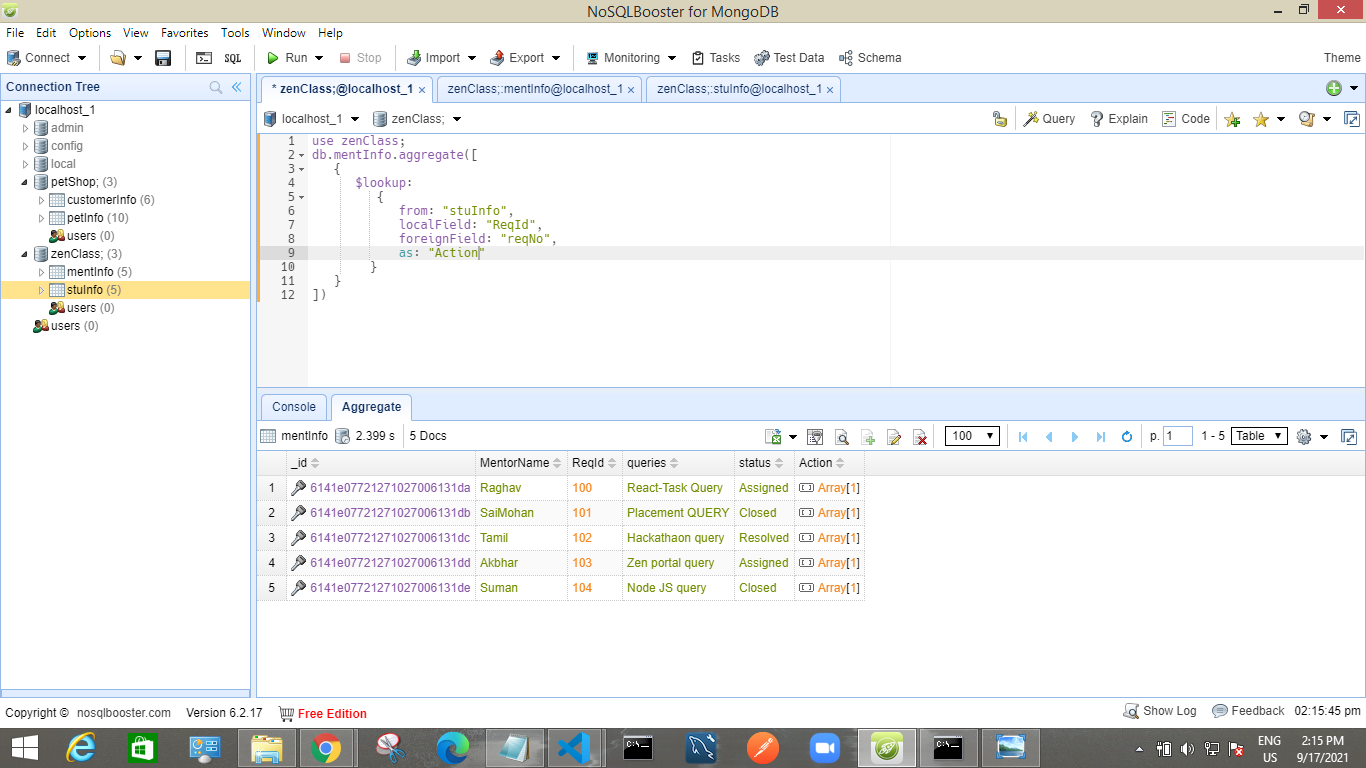 NoSQLBooster for MongoDB
File Edit Options View Favorites Tools Window Help
Connect SQL Run Stop Import Export Monitoring Tasks Test Data Schema Theme
Connection Tree
localhost_1
admin
config
local
petShop; (3)
customerInfo (6)
petInfo (10)
users (0)
zenClass; (3)
mentInfo (5)
stuInfo (5)
users (0)
users (0)
* zenClass;@localhost_1 × zenClass;:mentInfo@localhost_1 × zenClass;:stuInfo@localhost_1 ×
localhost_1 zenClass; Query Explain Code
1 use zenClass;
2 db.mentInfo.aggregate([
3 {
4 $lookup:
5 {
6 from: "stuInfo",
7 localField: "ReqId",
8 foreignField: "reqNo",
9 as: "Action"
10 }
11 }
12 ])
Console Aggregate
mentInfo 2.399 s 5 Docs 100 p. 1 1 - 5 Table
_id MentorName ReqId queries status Action
1 6141e07721271027006131da Raghav 100 React-Task Query Assigned Array[1]
2 6141e07721271027006131db SaiMohan 101 Placement QUERY Closed Array[1]
3 6141e07721271027006131dc Tamil 102 Hackathaon query Resolved Array[1]
4 6141e07721271027006131dd Akbhar 103 Zen portal query Assigned Array[1]
5 6141e07721271027006131de Suman 104 Node JS query Closed Array[1]
Copyright © nosqlbooster.com Version 6.2.17 Free Edition Show Log Feedback 02:15:45 pm
ENG 2:15 PM
US 9/17/2021